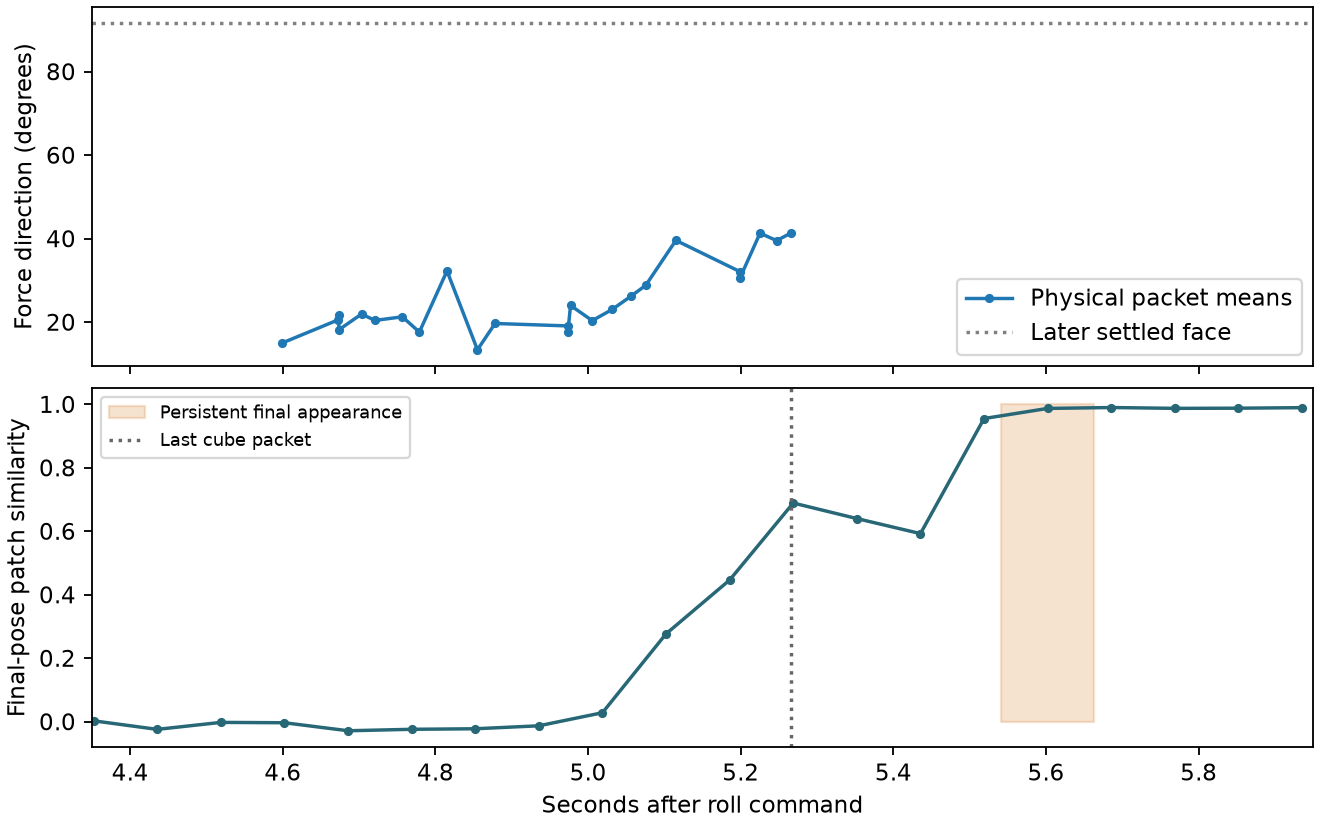 Force direction (degrees)
80
60
40
20
Physical packet means
Later settled face
Final-pose patch similarity
1.0
0.8
0.6
0.4
0.2
0.0
Persistent final appearance
Last cube packet
4.4
4.6
4.8
5.0
5.2
5.4
5.6
5.8
Seconds after roll command